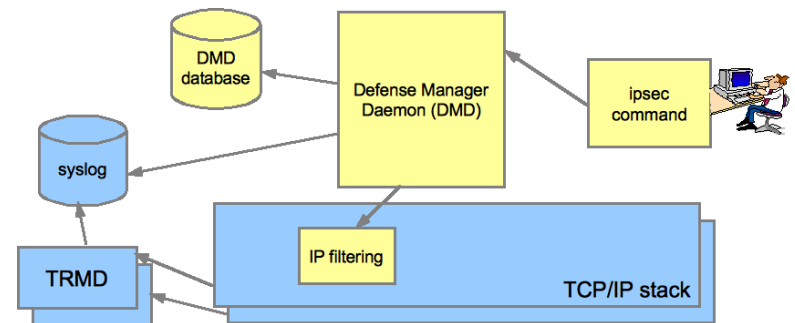 DMD
database
Defense Manager
Daemon (DMD)
ipsec
command
syslog
IP filtering
TRMD
TCP/IP stack